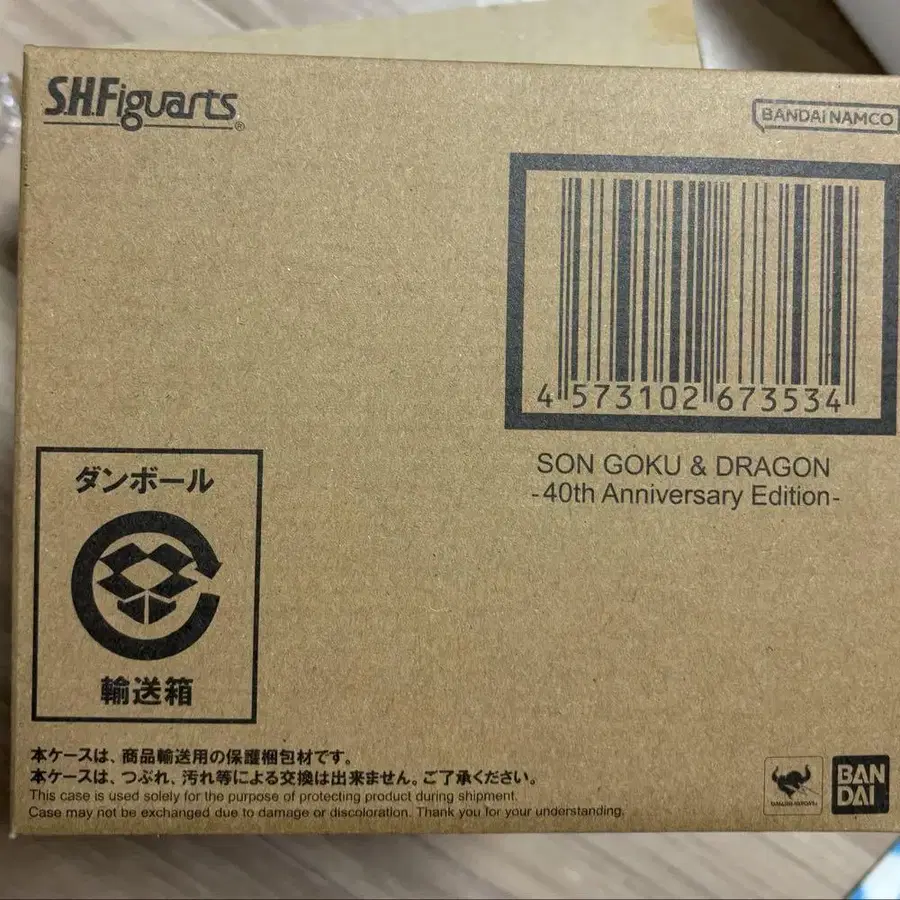 S.H.Figuarts®
BANDAI NAMCO
4 573102 673534
SON GOKU & DRAGON
-40th Anniversary Edition-
ダンボール
輸送箱
本ケースは、商品輸送用の保護梱包材です。
本ケースは、つぶれ、汚れ等による交換は出来ません。ご了承ください。
This case is used solely for the purpose of protecting product during shipment.
Case may not be exchanged due to damage or discoloration. Thank you for your understanding.
BAN
DAI